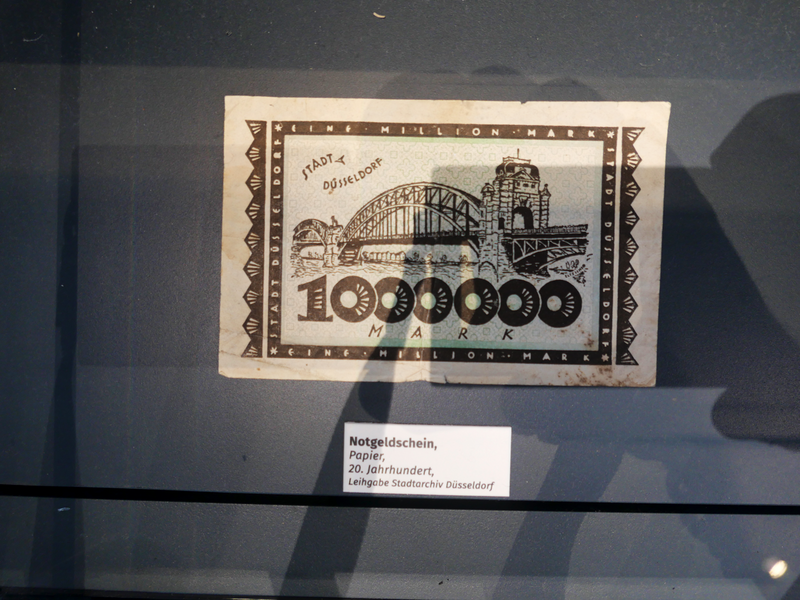 * EINE · MILLION · MARK *
STADT DÜSSELDORF
STADT DÜSSELDORF
STADT
DÜSSELDORF
1000000
MARK
* EINE · MILLION · MARK *
Notgeldschein,
Papier,
20. Jahrhundert,
Leihgabe Stadtarchiv Düsseldorf